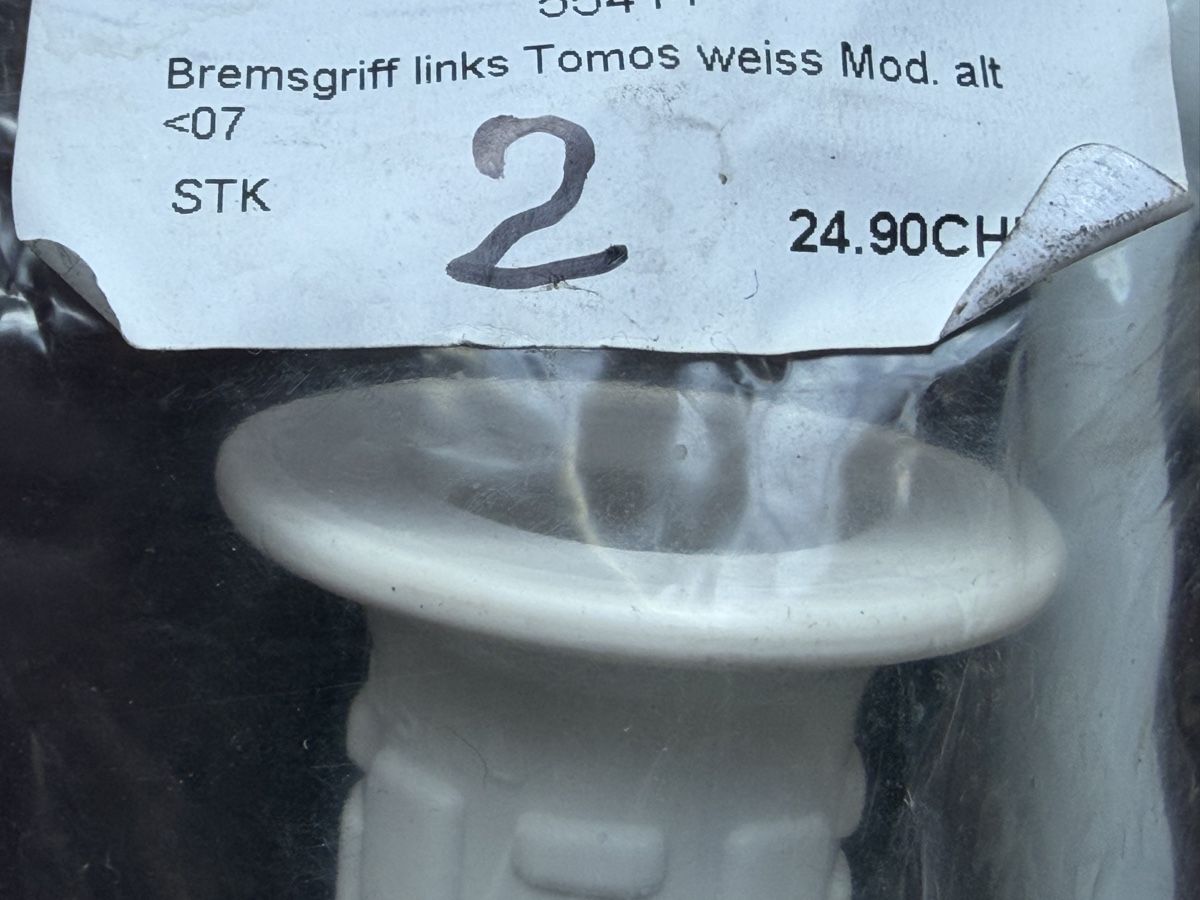 Bremsgriff links Tomos weiss Mod. alt
<07
2
STK
24.90CH